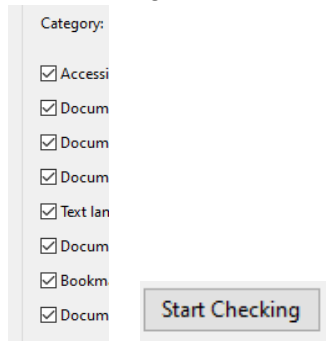 Category:
Accessi
Docum
Docum
Docum
Text lan
Docum
Bookm
Docum
Start Checking